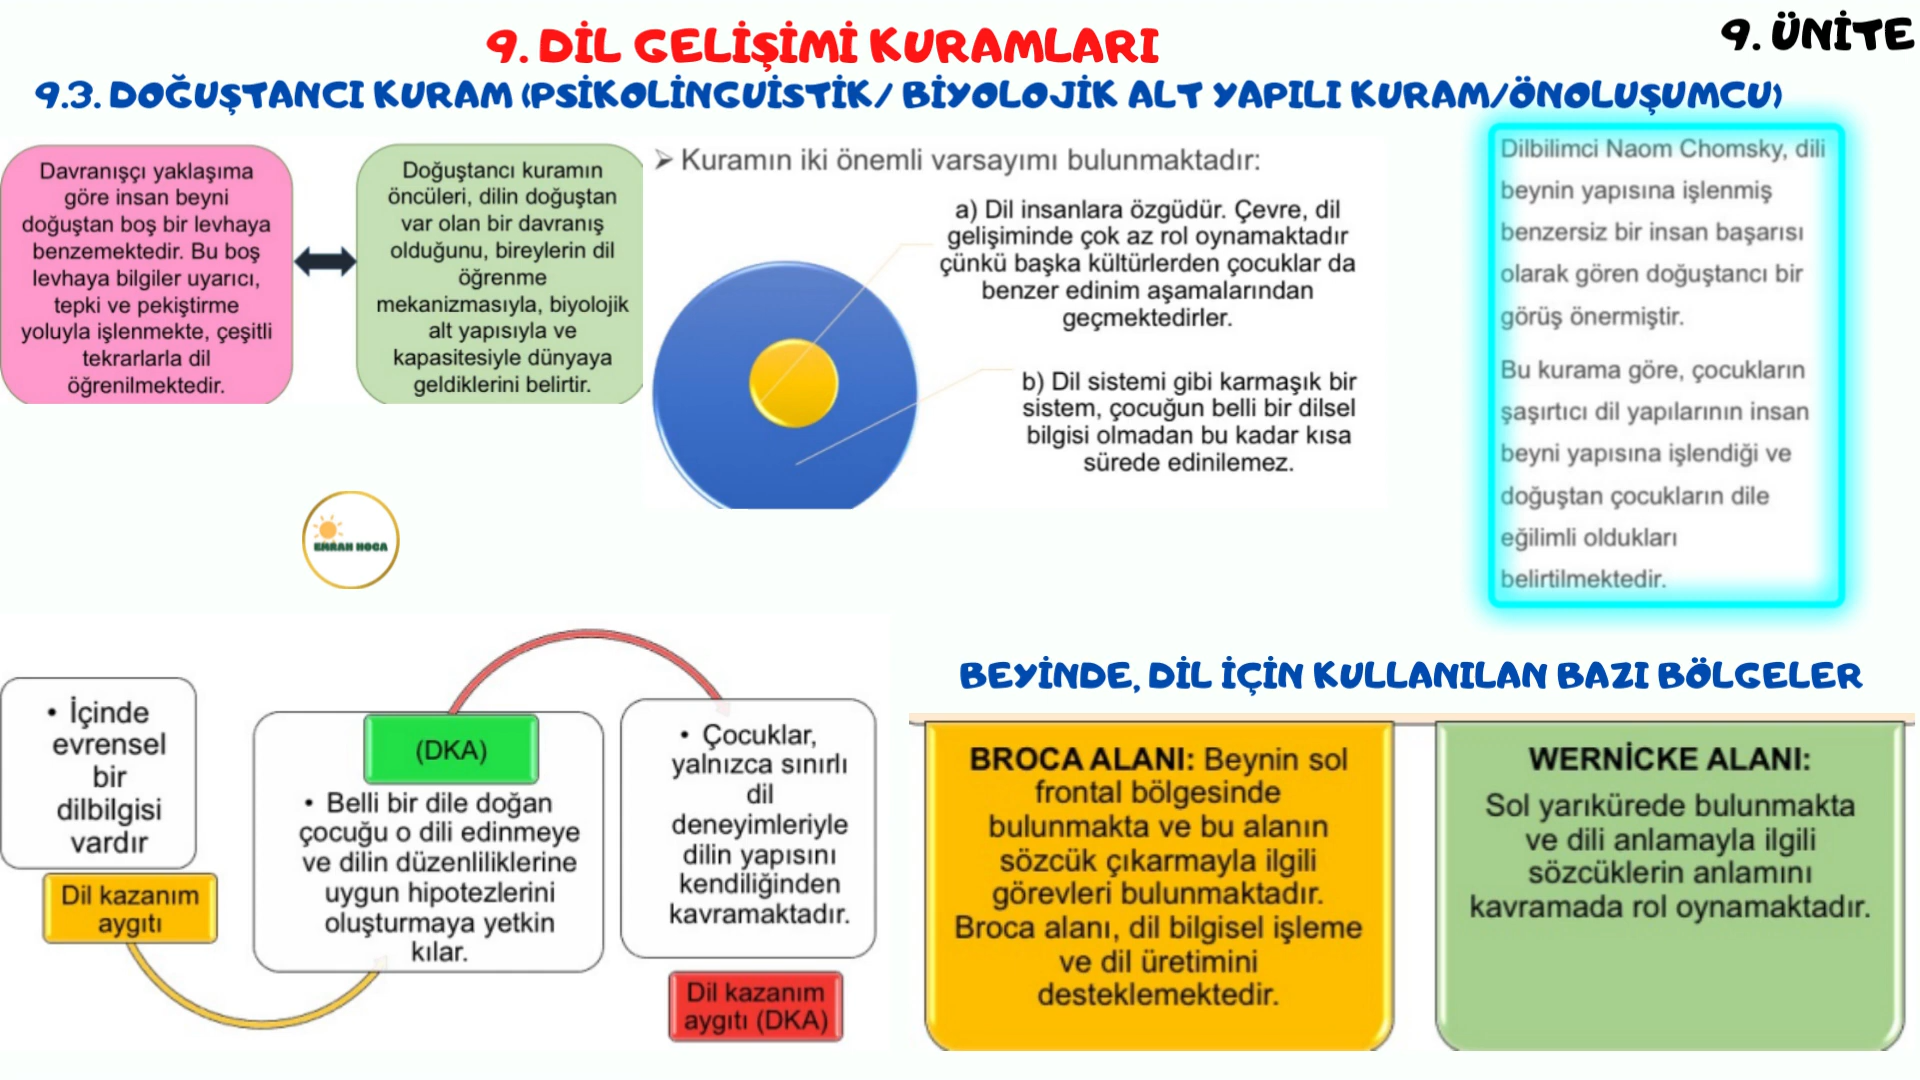 9. DİL GELİŞİMİ KURAMLARI
9. ÜNİTE
9.3. DOĞUŞTANCI KURAM (PSİKOLİNGUİSTİK/ BİYOLOJİK ALT YAPILI KURAM/ÖNOLUŞUMCU)
Davranışçı yaklaşıma
göre insan beyni
doğuştan boş bir levhaya
benzemektedir. Bu boş
levhaya bilgiler uyarıcı,
tepki ve pekiştirme
yoluyla işlenmekte, çeşitli
tekrarlarla dil
öğrenilmektedir.
Doğuştancı kuramın
öncüleri, dilin doğuştan
var olan bir davranış
olduğunu, bireylerin dil
öğrenme
mekanizmasıyla, biyolojik
alt yapısıyla ve
kapasitesiyle dünyaya
geldiklerini belirtir.
➤ Kuramın iki önemli varsayımı bulunmaktadır:
a) Dil insanlara özgüdür. Çevre, dil
gelişiminde çok az rol oynamaktadır
çünkü başka kültürlerden çocuklar da
benzer edinim aşamalarından
geçmektedirler.
b) Dil sistemi gibi karmaşık bir
sistem, çocuğun belli bir dilsel
bilgisi olmadan bu kadar kısa
sürede edinilemez.
Dilbilimci Naom Chomsky, dili
beynin yapısına işlenmiş
benzersiz bir insan başarısı
olarak gören doğuştancı bir
görüş önermiştir.
Bu kurama göre, çocukların
şaşırtıcı dil yapılarının insan
beyni yapısına işlendiği ve
doğuştan çocukların dile
eğilimli oldukları
belirtilmektedir.
EMRAH HOCA
• İçinde
evrensel
bir
dilbilgisi
vardır
Dil kazanım
aygıtı
(DKA)
• Belli bir dile doğan
çocuğu o dili edinmeye
ve dilin düzenliliklerine
uygun hipotezlerini
oluşturmaya yetkin
kılar.
• Çocuklar,
yalnızca sınırlı
dil
deneyimleriyle
dilin yapısını
kendiliğinden
kavramaktadır.
Dil kazanım
aygıtı (DKA)
BEYİNDE, DİL İÇİN KULLANILAN BAZI BÖLGELER
BROCA ALANI: Beynin sol
frontal bölgesinde
bulunmakta ve bu alanın
sözcük çıkarmayla ilgili
görevleri bulunmaktadır.
Broca alanı, dil bilgisel işleme
ve dil üretimini
desteklemektedir.
WERNİCKE ALANI:
Sol yarıkürede bulunmakta
ve dili anlamayla ilgili
sözcüklerin anlamını
kavramada rol oynamaktadır.